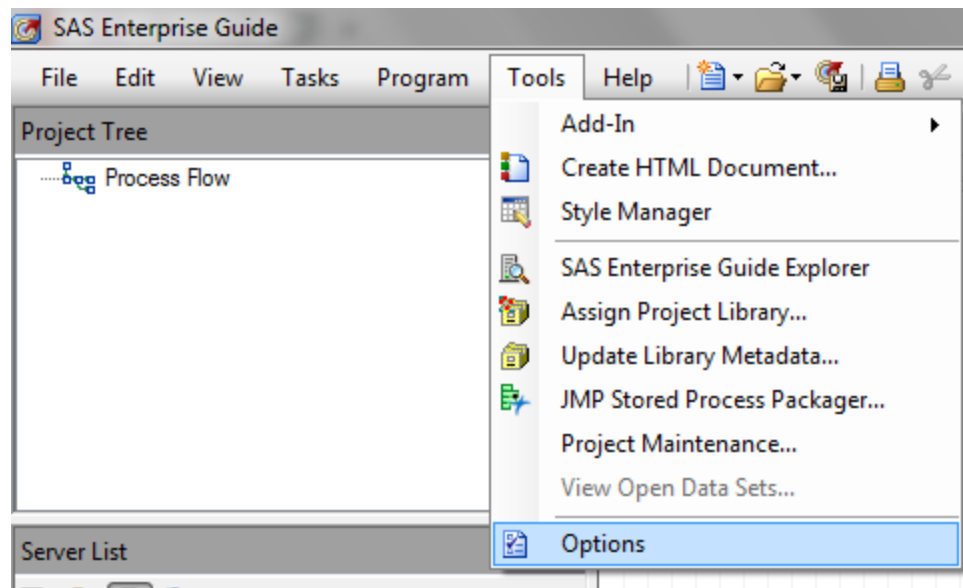 SAS Enterprise Guide
File Edit View Tasks Program Tools Help
Project Tree
Process Flow
Add-In
Create HTML Document...
Style Manager
SAS Enterprise Guide Explorer
Assign Project Library...
Update Library Metadata...
JMP Stored Process Packager...
Project Maintenance...
View Open Data Sets...
Options
Server List